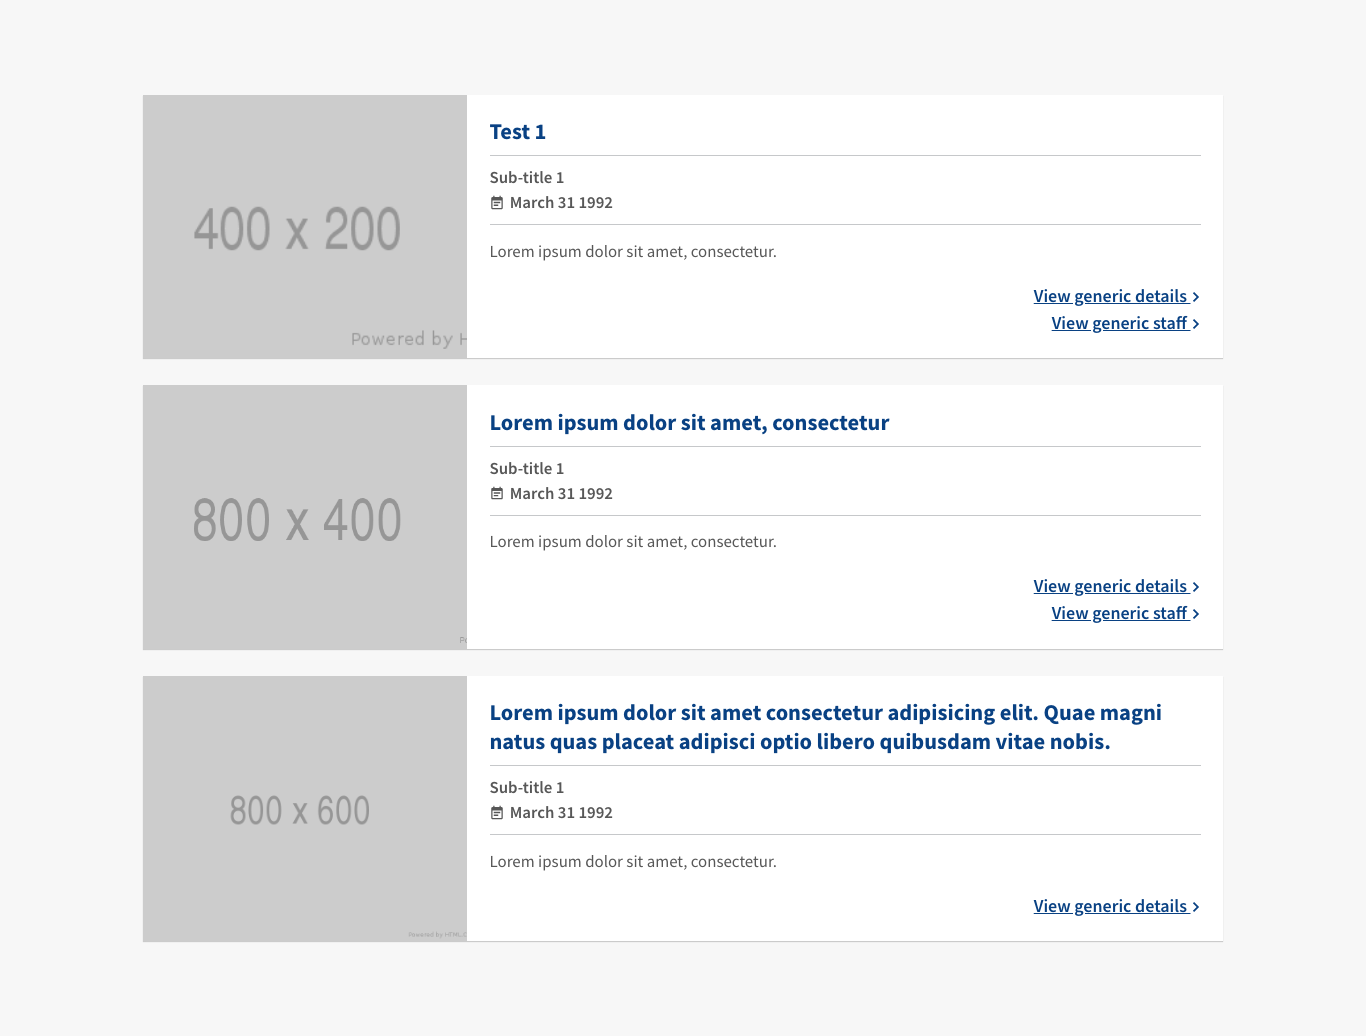 400 x 200
Powered by
Test 1
Sub-title 1
March 31 1992
Lorem ipsum dolor sit amet, consectetur.
View generic details
View generic staff
800 x 400
Lorem ipsum dolor sit amet, consectetur
Sub-title 1
March 31 1992
Lorem ipsum dolor sit amet, consectetur.
View generic details
View generic staff
800 x 600
Powered by HTML.C
Lorem ipsum dolor sit amet consectetur adipisicing elit. Quae magni
natus quas placeat adipisci optio libero quibusdam vitae nobis.
Sub-title 1
March 31 1992
Lorem ipsum dolor sit amet, consectetur.
View generic details